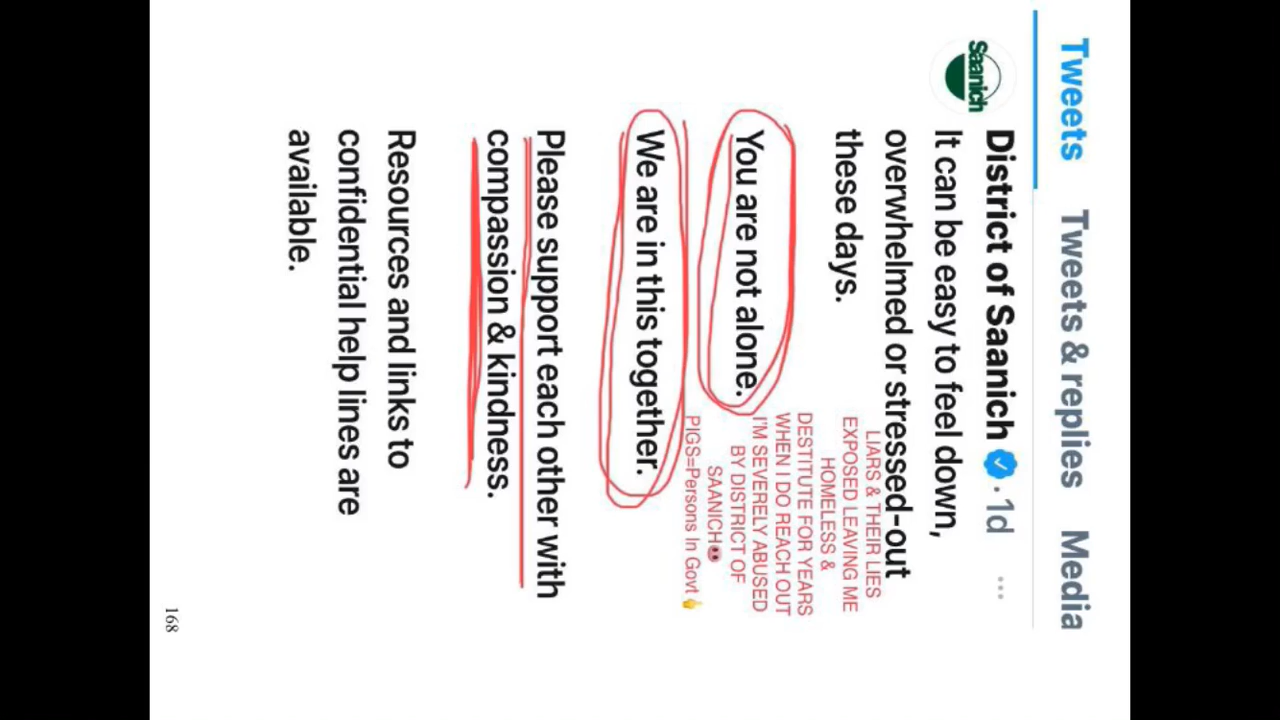 Tweets Tweets & replies Media
Saanich
District of Saanich · 1d ...
It can be easy to feel down,
overwhelmed or stressed-out
these days.
LIARS & THEIR LIES
EXPOSED LEAVING ME
HOMELESS &
DESTITUTE FOR YEARS
WHEN I DO REACH OUT
I'M SEVERELY ABUSED
BY DISTRICT OF
SAANICH🐽
PIGS=Persons In Govt🖕
You are not alone.
We are in this together.
Please support each other with
compassion & kindness.
Resources and links to
confidential help lines are
available.
168